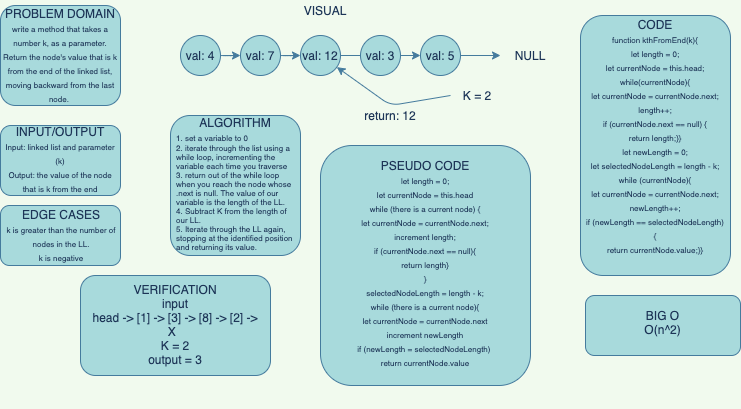 PROBLEM DOMAIN
write a method that takes a
number k, as a parameter.
Return the node's value that is k
from the end of the linked list,
moving backward from the last
node.
INPUT/OUTPUT
Input: linked list and parameter
(k)
Output: the value of the node
that is k from the end
EDGE CASES
k is greater than the number of
nodes in the LL.
k is negative
VISUAL
val: 4
val: 7
val: 12
val: 3
val: 5
NULL
K = 2
return: 12
ALGORITHM
1. set a variable to 0
2. iterate through the list using a
while loop, incrementing the
variable each time you traverse
3. return out of the while loop
when you reach the node whose
.next is null. The value of our
variable is the length of the LL.
4. Subtract K from the length of
our LL.
5. Iterate through the LL again,
stopping at the identified position
and returning its value.
VERIFICATION
input
head -> [1] -> [3] -> [8] -> [2] ->
X
K = 2
output = 3
PSEUDO CODE
let length = 0;
let currentNode = this.head
while (there is a current node) {
let currentNode = currentNode.next;
increment length;
if (currentNode.next == null){
return length}
}
selectedNodeLength = length - k;
while (there is a current node){
let currentNode = currentNode.next
increment newLength
if (newLength = selectedNodeLength)
return currentNode.value
CODE
function kthFromEnd(k){
let length = 0;
let currentNode = this.head;
while(currentNode){
let currentNode = currentNode.next;
length++;
if (currentNode.next == null) {
return length;}}
let newLength = 0;
let selectedNodeLength = length - k;
while (currentNode){
let currentNode = currentNode.next;
newLength++;
if (newLength == selectedNodeLength)
{
return currentNode.value;}}
BIG O
O(n^2)